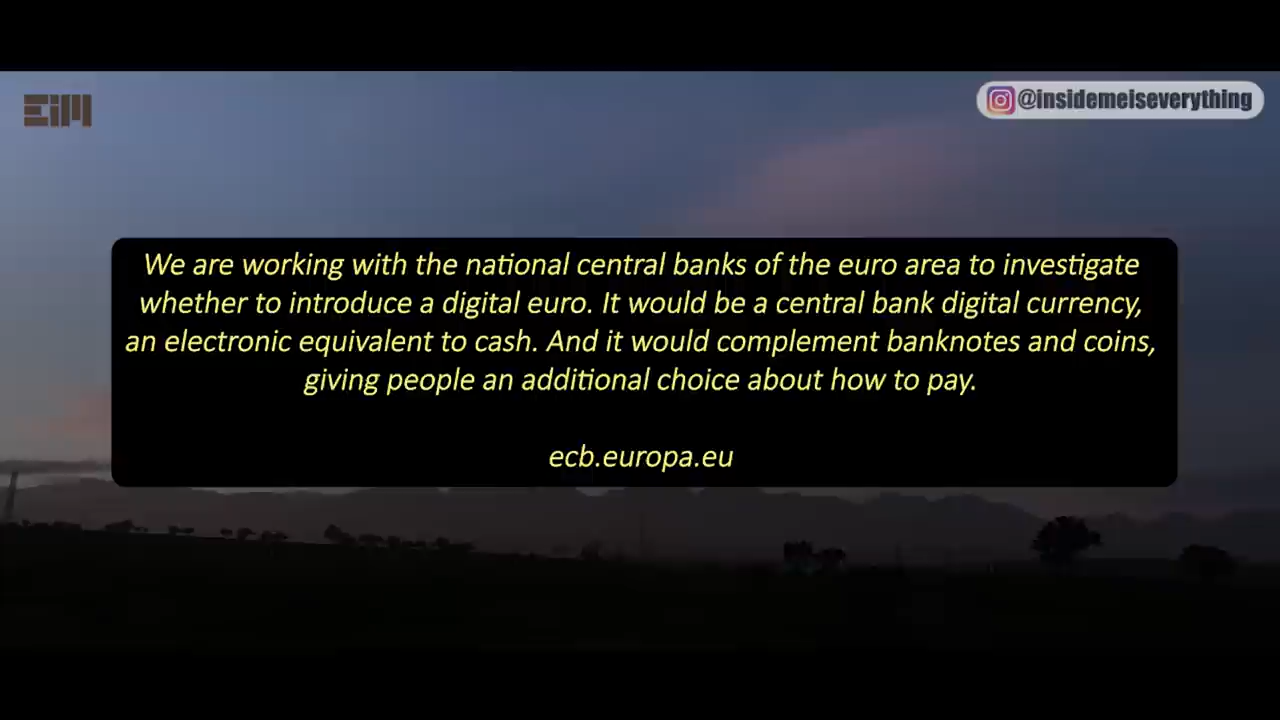 EiM
@insidemeiseverything
We are working with the national central banks of the euro area to investigate
whether to introduce a digital euro. It would be a central bank digital currency,
an electronic equivalent to cash. And it would complement banknotes and coins,
giving people an additional choice about how to pay.
ecb.europa.eu